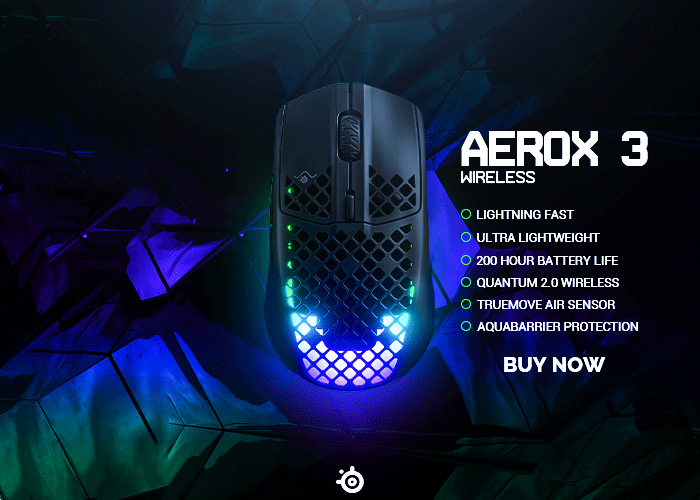 AEROX 3
WIRELESS
LIGHTNING FAST
ULTRA LIGHTWEIGHT
200 HOUR BATTERY LIFE
QUANTUM 2.0 WIRELESS
TRUEMOVE AIR SENSOR
AQUABARRIER PROTECTION
BUY NOW